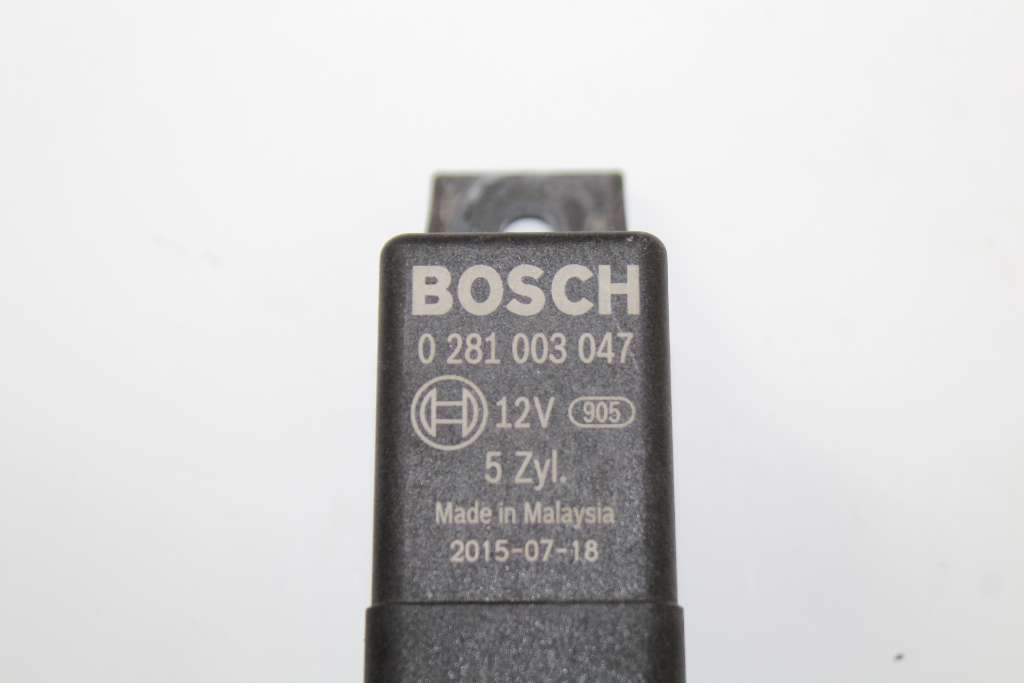 BOSCH
0 281 003 047
12V 905
5 Zyl.
Made in Malaysia
2015-07-18